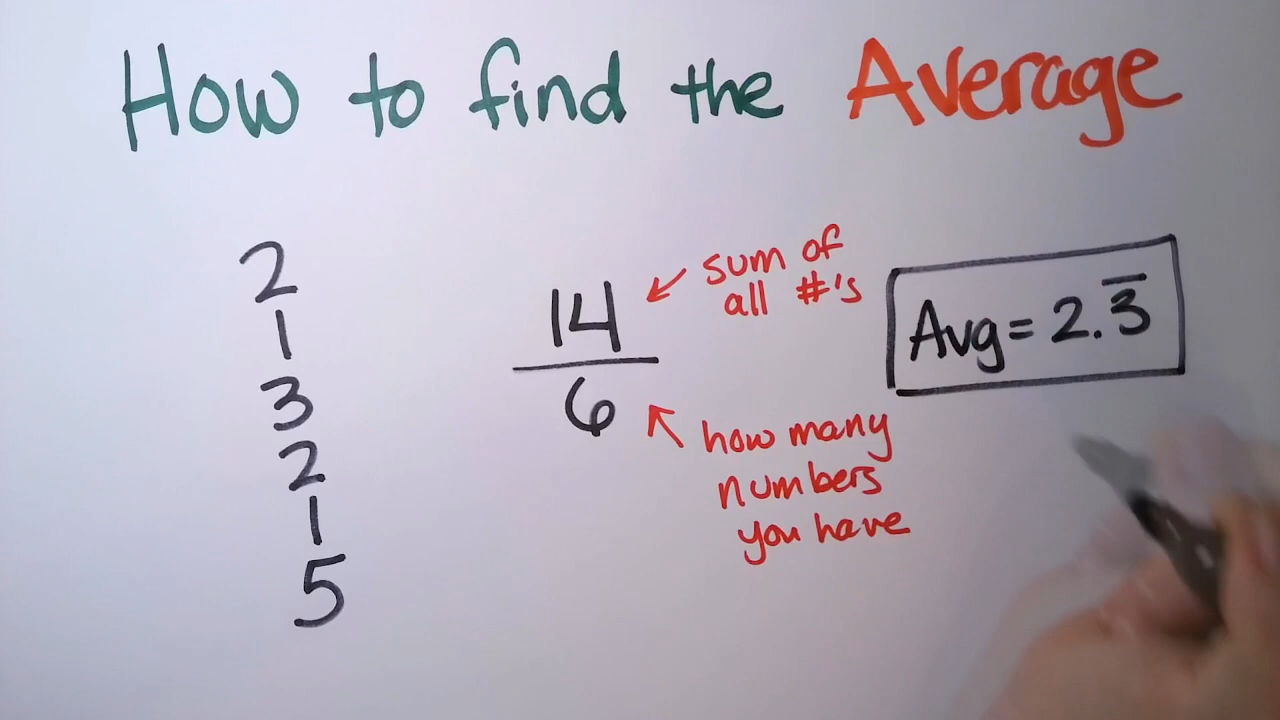 How to find the Average
2
1
3
2
1
5
14
6
sum of
all #'s
how many
numbers
you have
Avg = 2.3̅